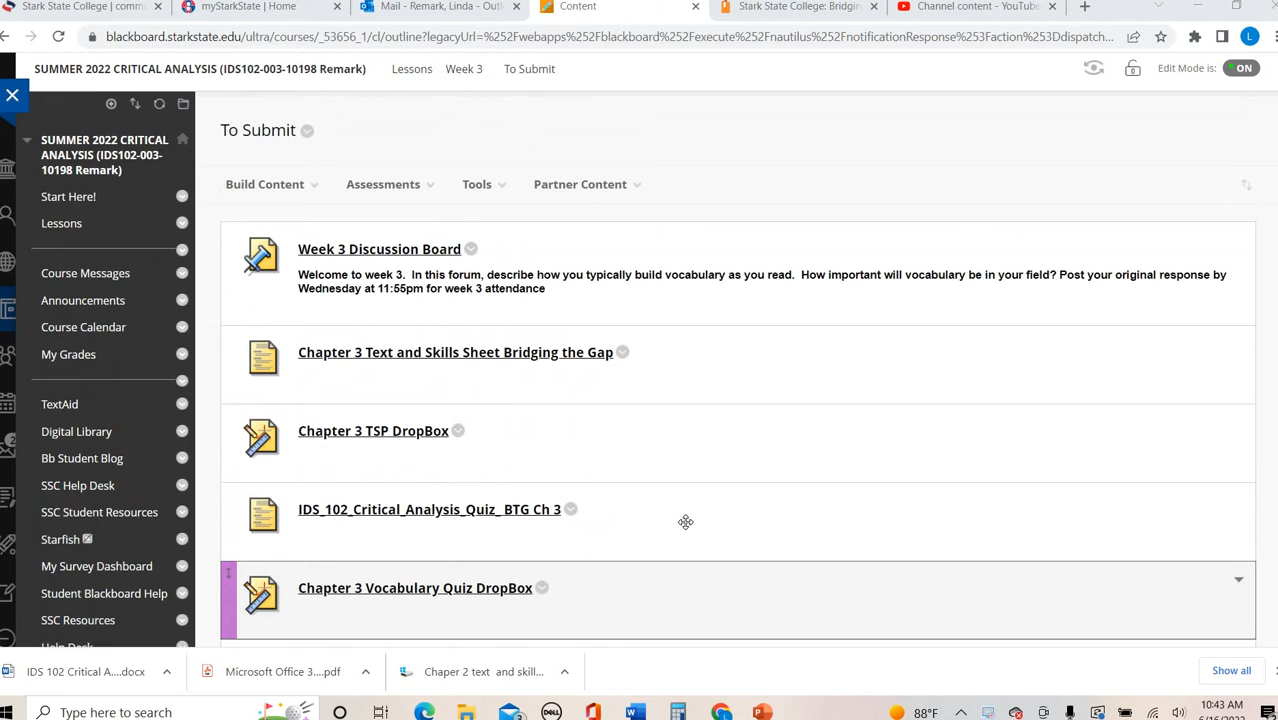 Stark State College | commu
myStarkState | Home
Mail - Remark, Linda - Outlo
Content
Stark State College: Bridging
Channel content - YouTube
blackboard.starkstate.edu/ultra/courses/_53656_1/cl/outline?legacyUrl=%252Fwebapps%252Fblackboard%252Fexecute%252Fnautilus%252FnotificationResponse%253Faction%253Ddispatch...
L
SUMMER 2022 CRITICAL ANALYSIS (IDS102-003-10198 Remark)
Lessons
Week 3
To Submit
Edit Mode is:
ON
SUMMER 2022 CRITICAL
ANALYSIS (IDS102-003-
10198 Remark)
Start Here!
Lessons
Course Messages
Announcements
Course Calendar
My Grades
TextAid
Digital Library
Bb Student Blog
SSC Help Desk
SSC Student Resources
Starfish
My Survey Dashboard
Student Blackboard Help
SSC Resources
Help Desk
To Submit
Build Content
Assessments
Tools
Partner Content
Week 3 Discussion Board
Welcome to week 3. In this forum, describe how you typically build vocabulary as you read. How important will vocabulary be in your field? Post your original response by
Wednesday at 11:55pm for week 3 attendance
Chapter 3 Text and Skills Sheet Bridging the Gap
Chapter 3 TSP DropBox
IDS_102_Critical_Analysis_Quiz_ BTG Ch 3
Chapter 3 Vocabulary Quiz DropBox
IDS 102 Critical A....docx
Microsoft Office 3....pdf
Chaper 2 text and skill...
Show all
Type here to search
88°F
10:43 AM